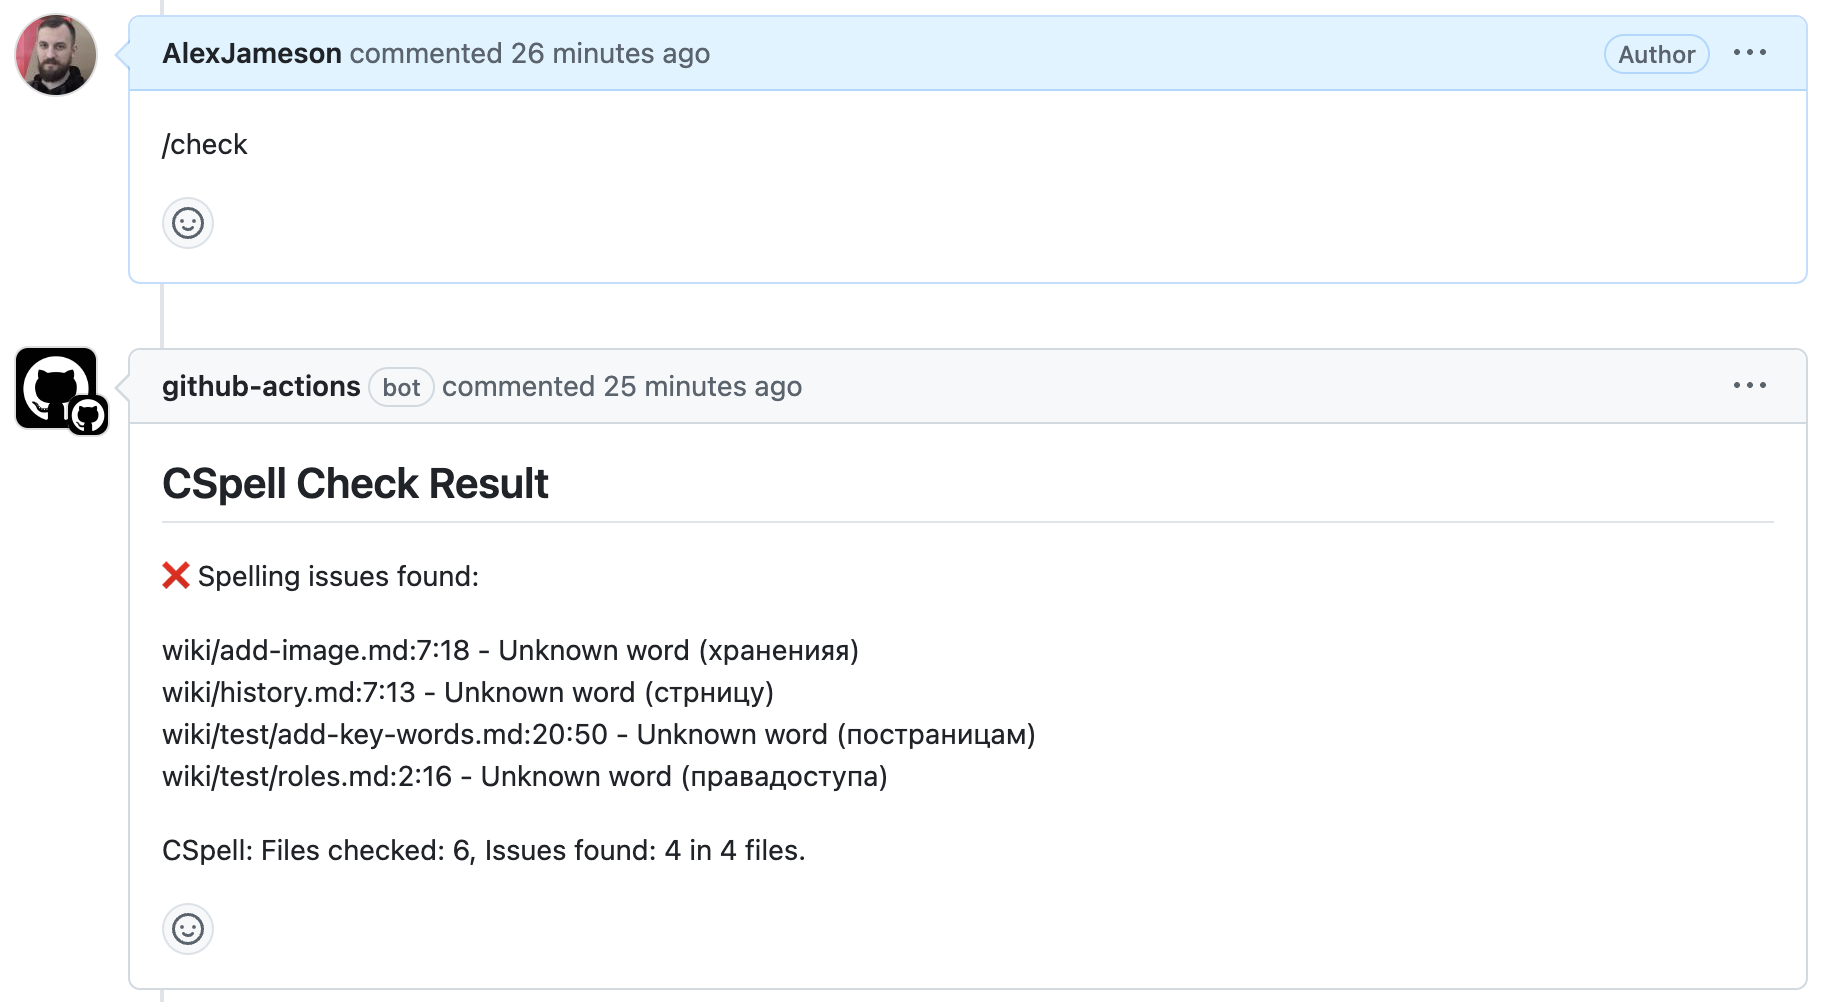 AlexJameson commented 26 minutes ago Author
/check
github-actions bot commented 25 minutes ago
CSpell Check Result
❌ Spelling issues found:
wiki/add-image.md:7:18 - Unknown word (храненияя)
wiki/history.md:7:13 - Unknown word (стрницу)
wiki/test/add-key-words.md:20:50 - Unknown word (постраницам)
wiki/test/roles.md:2:16 - Unknown word (правадоступа)
CSpell: Files checked: 6, Issues found: 4 in 4 files.